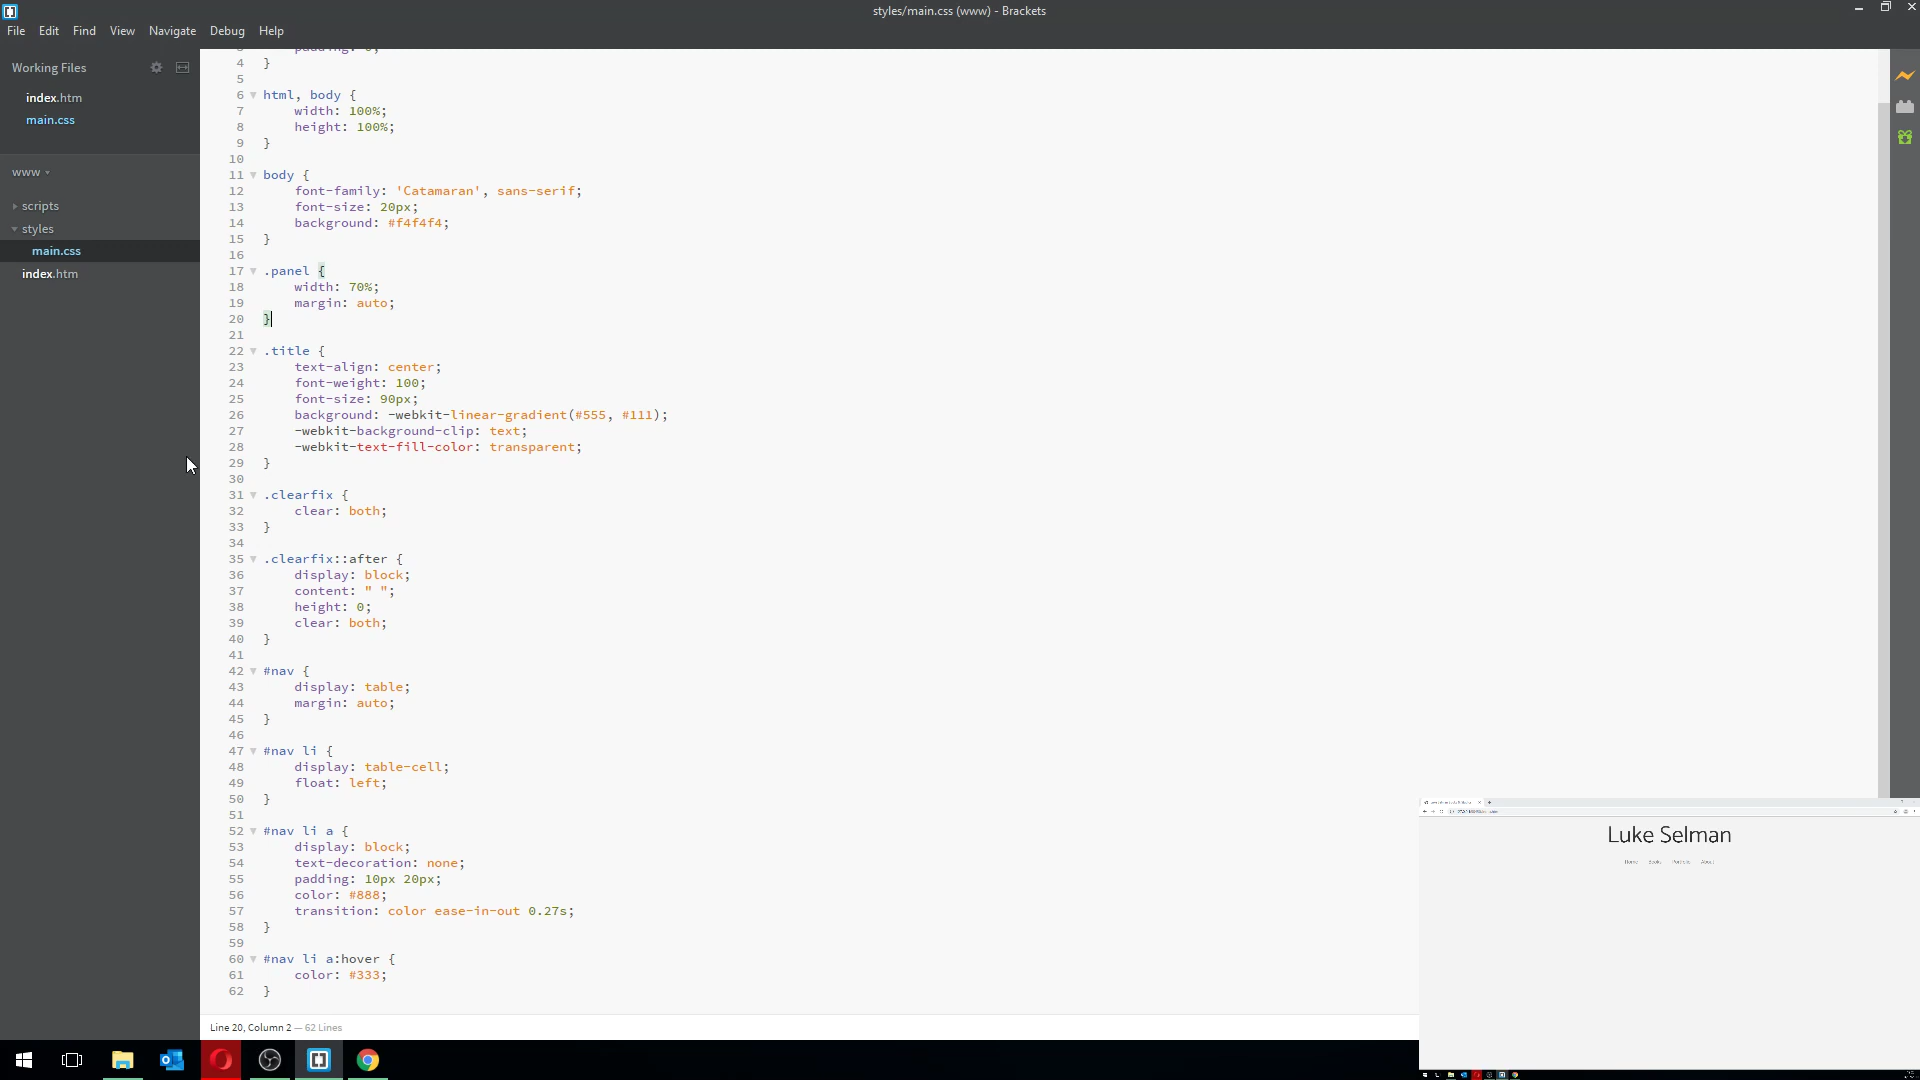 styles/main.css (www) - Brackets
File Edit Find View Navigate Debug Help
Working Files
index.htm
main.css
www
scripts
styles
main.css
index.htm
4 }
5
6 html, body {
7 width: 100%;
8 height: 100%;
9 }
10
11 body {
12 font-family: 'Catamaran', sans-serif;
13 font-size: 20px;
14 background: #f4f4f4;
15 }
16
17 .panel {
18 width: 70%;
19 margin: auto;
20 }
21
22 .title {
23 text-align: center;
24 font-weight: 100;
25 font-size: 90px;
26 background: -webkit-linear-gradient(#555, #111);
27 -webkit-background-clip: text;
28 -webkit-text-fill-color: transparent;
29 }
30
31 .clearfix {
32 clear: both;
33 }
34
35 .clearfix::after {
36 display: block;
37 content: " ";
38 height: 0;
39 clear: both;
40 }
41
42 #nav {
43 display: table;
44 margin: auto;
45 }
46
47 #nav li {
48 display: table-cell;
49 float: left;
50 }
51
52 #nav li a {
53 display: block;
54 text-decoration: none;
55 padding: 10px 20px;
56 color: #888;
57 transition: color ease-in-out 0.27s;
58 }
59
60 #nav li a:hover {
61 color: #333;
62 }
Line 20, Column 2 — 62 Lines
Luke Selman
Home Books Portfolio About